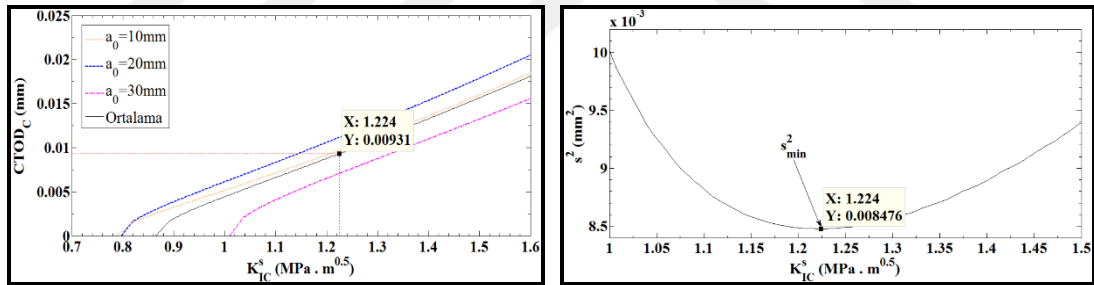 0.025
0.02
0.015
0.01
0.005
0
CTOD_C (mm)
a_0=10mm
a_0=20mm
a_0=30mm
Ortalama
X: 1.224
Y: 0.00931
0.7 0.8 0.9 1 1.1 1.2 1.3 1.4 1.5 1.6
K_IC^s (MPa . m^0.5)
x 10^-3
10
9.5
9
8.5
s^2 (mm^2)
s^2_min
X: 1.224
Y: 0.008476
1 1.05 1.1 1.15 1.2 1.25 1.3 1.35 1.4 1.45 1.5
K_IC^s (MPa . m^0.5)